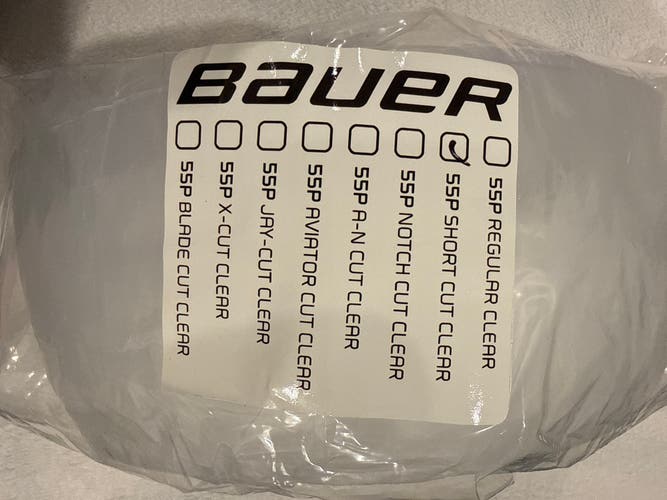 BAUER
55P REGULAR CLEAR
55P SHORT CUT CLEAR
55P NOTCH CUT CLEAR
55P A-N CUT CLEAR
55P AVIATOR CUT CLEAR
55P JAY-CUT CLEAR
55P X-CUT CLEAR
55P BLADE CUT CLEAR